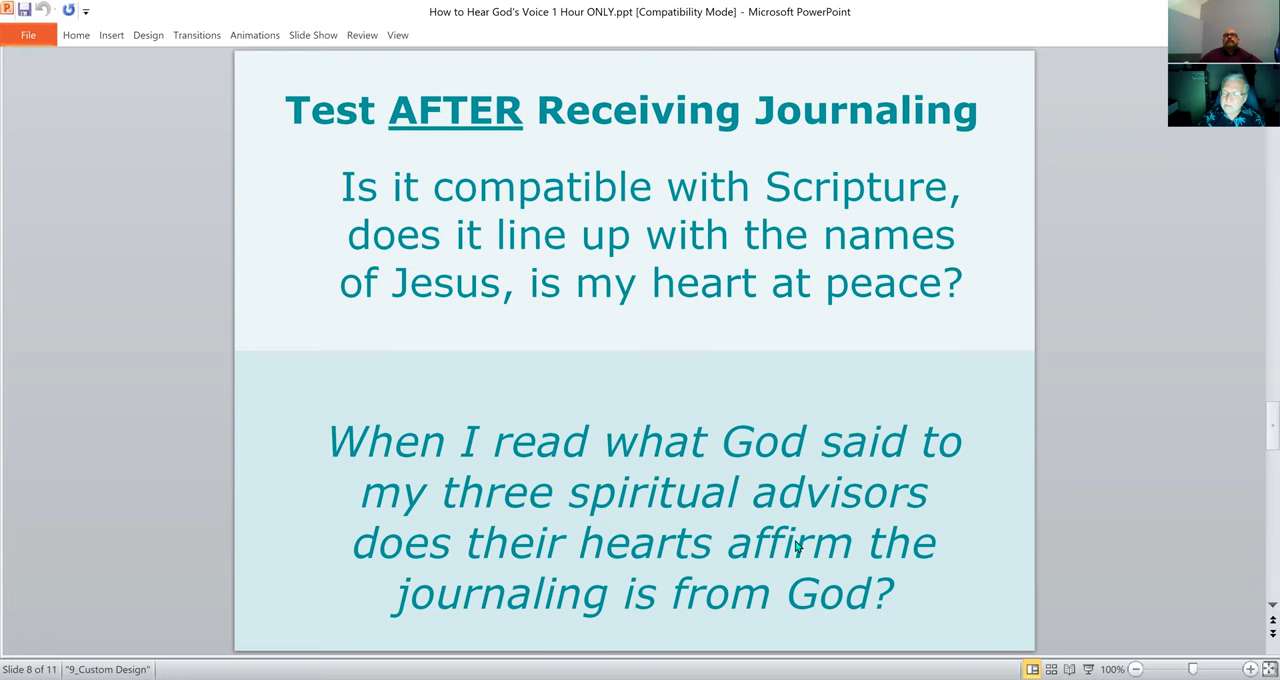 How to Hear God's Voice 1 Hour ONLY.ppt [Compatibility Mode] - Microsoft PowerPoint
File Home Insert Design Transitions Animations Slide Show Review View
Test AFTER Receiving Journaling
Is it compatible with Scripture,
does it line up with the names
of Jesus, is my heart at peace?
When I read what God said to
my three spiritual advisors
does their hearts affirm the
journaling is from God?
Slide 8 of 11 "9_Custom Design" 100%